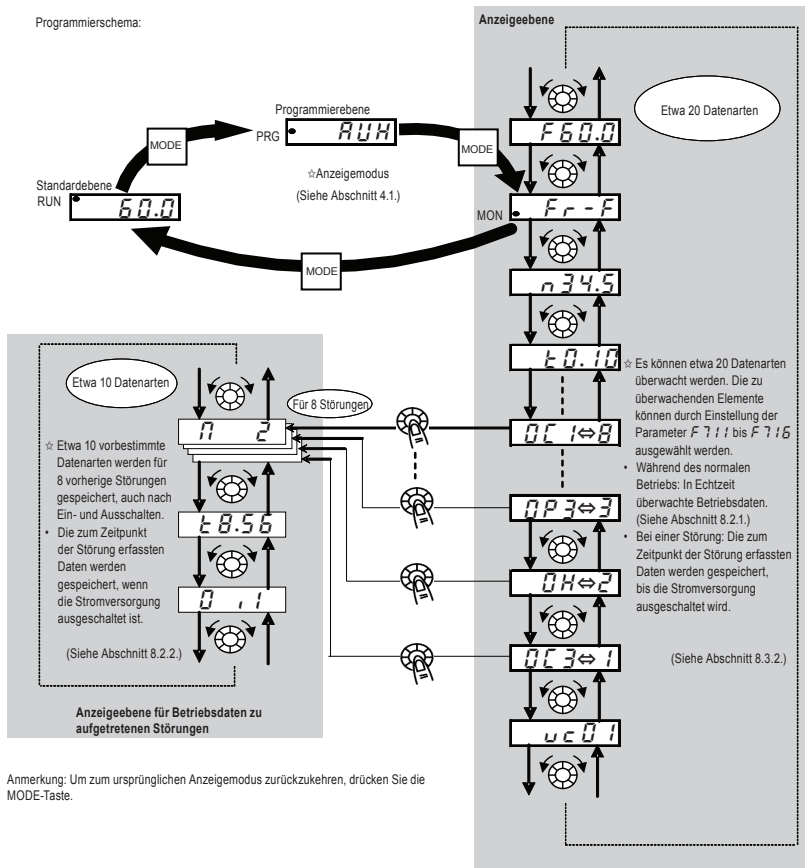 Programmierschema:
Anzeigeebene
Etwa 20 Datenarten
F60.0
Programmierebene
PRG
AUH
MODE
MODE
☆Anzeigemodus
(Siehe Abschnitt 4.1.)
Standardebene
RUN
60.0
MON
Fr-F
MODE
n34.5
t0.10
Etwa 10 Datenarten
Für 8 Störungen
n 2
☆ Etwa 10 vorbestimmte
Datenarten werden für
8 vorherige Störungen
gespeichert, auch nach
Ein- und Ausschalten.
• Die zum Zeitpunkt
der Störung erfassten
Daten werden
gespeichert, wenn
die Stromversorgung
ausgeschaltet ist.
(Siehe Abschnitt 8.2.2.)
t8.56
0 ,1
Anzeigeebene für Betriebsdaten zu
aufgetretenen Störungen
OC1⇔8
OP3⇔3
OH⇔2
OC3⇔1
uc01
☆ Es können etwa 20 Datenarten
überwacht werden. Die zu
überwachenden Elemente
können durch Einstellung der
Parameter F711 bis F716
ausgewählt werden.
• Während des normalen
Betriebs: In Echtzeit
überwachte Betriebsdaten.
(Siehe Abschnitt 8.2.1.)
• Bei einer Störung: Die zum
Zeitpunkt der Störung erfassten
Daten werden gespeichert,
bis die Stromversorgung
ausgeschaltet wird.
(Siehe Abschnitt 8.3.2.)
Anmerkung: Um zum ursprünglichen Anzeigemodus zurückzukehren, drücken Sie die
MODE-Taste.